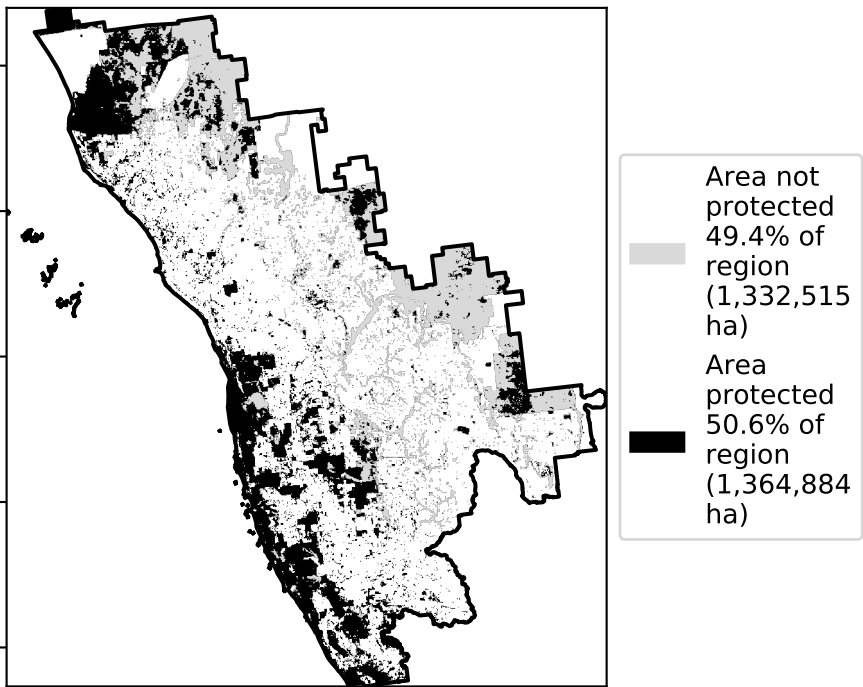 Area not
protected
49.4% of
region
(1,332,515
ha)
Area
protected
50.6% of
region
(1,364,884
ha)